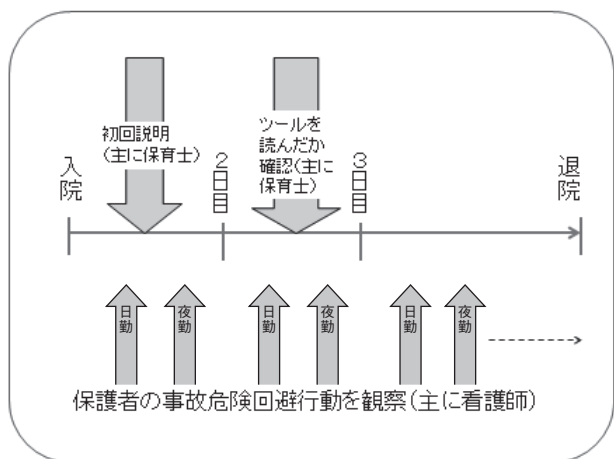 初回説明
(主に保育士)
ツールを
読んだか
確認(主に
保育士)
入院
2日目
3日目
退院
日勤
夜勤
日勤
夜勤
日勤
夜勤
保護者の事故危険回避行動を観察(主に看護師)